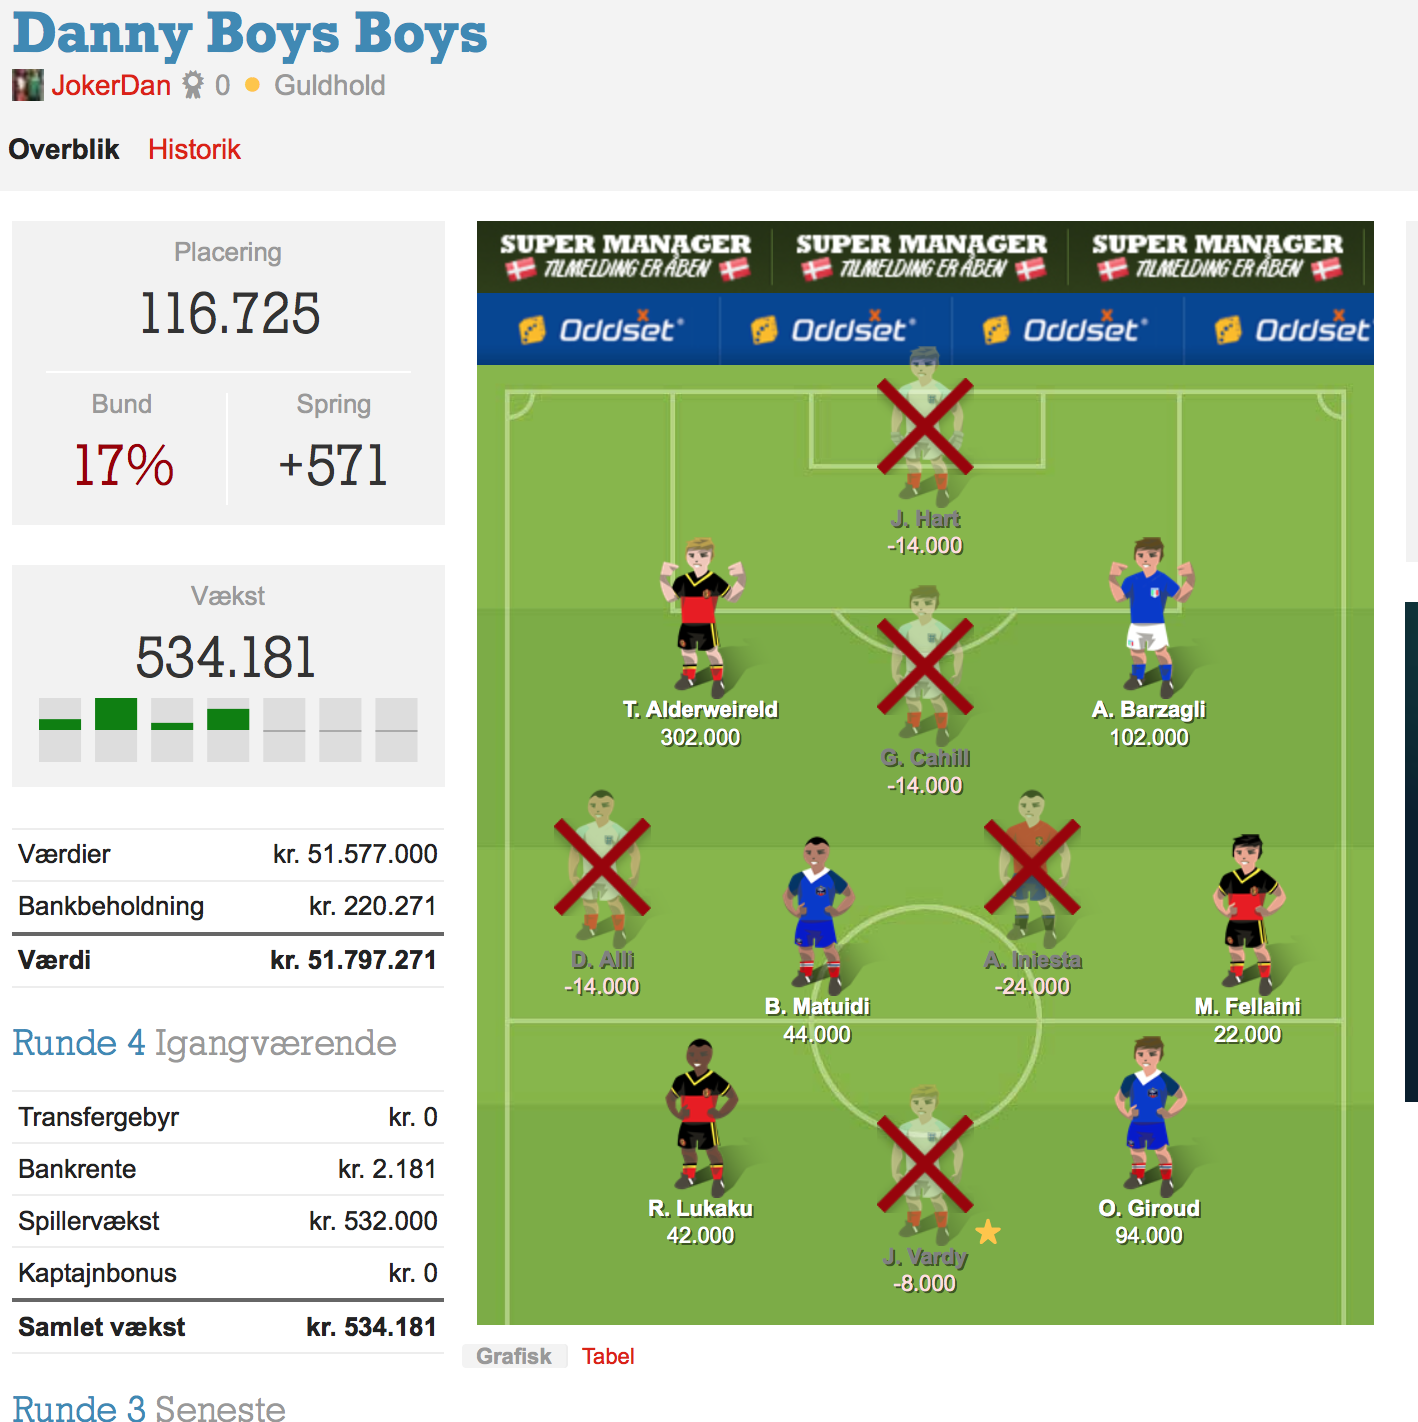 Danny Boys Boys
JokerDan 0 Guldhold
Overblik Historik
Placering
116.725
Bund Spring
17% +571
Vækst
534.181
Værdier kr. 51.577.000
Bankbeholdning kr. 220.271
Værdi kr. 51.797.271
Runde 4 Igangværende
Transfergebyr kr. 0
Bankrente kr. 2.181
Spillervækst kr. 532.000
Kaptajnbonus kr. 0
Samlet vækst kr. 534.181
Runde 3 Seneste
SUPER MANAGER SUPER MANAGER SUPER MANAGER
TILMELDING ER ÅBEN TILMELDING ER ÅBEN TILMELDING ER ÅBEN
Oddset Oddset Oddset Oddset
J. Hart
-14.000
T. Alderweireld
302.000
A. Barzagli
102.000
G. Cahill
-14.000
D. Alli
-14.000
B. Matuidi
44.000
A. Iniesta
-24.000
M. Fellaini
22.000
R. Lukaku
42.000
J. Vardy
-8.000
O. Giroud
94.000
Grafisk Tabel